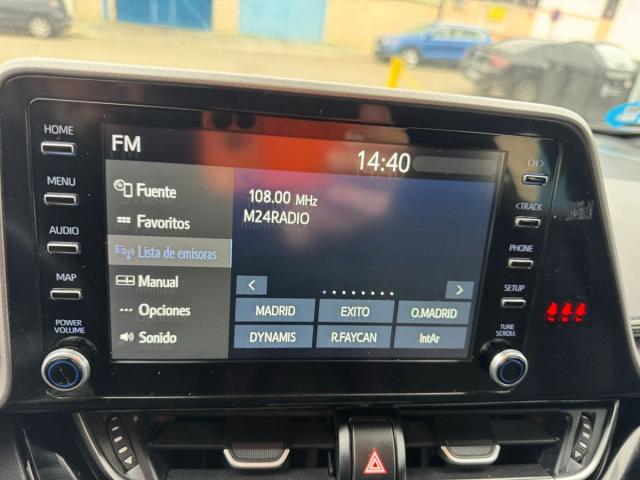 FM
14:40
HOME
MENU
AUDIO
MAP
POWER
VOLUME
Fuente
Favoritos
Lista de emisoras
Manual
Opciones
Sonido
108.00 MHz
M24RADIO
<
>
MADRID
EXITO
O.MADRID
DYNAMIS
R.FAYCAN
IntAr
CH >
< TRACK
PHONE
SETUP
TUNE
SCROLL